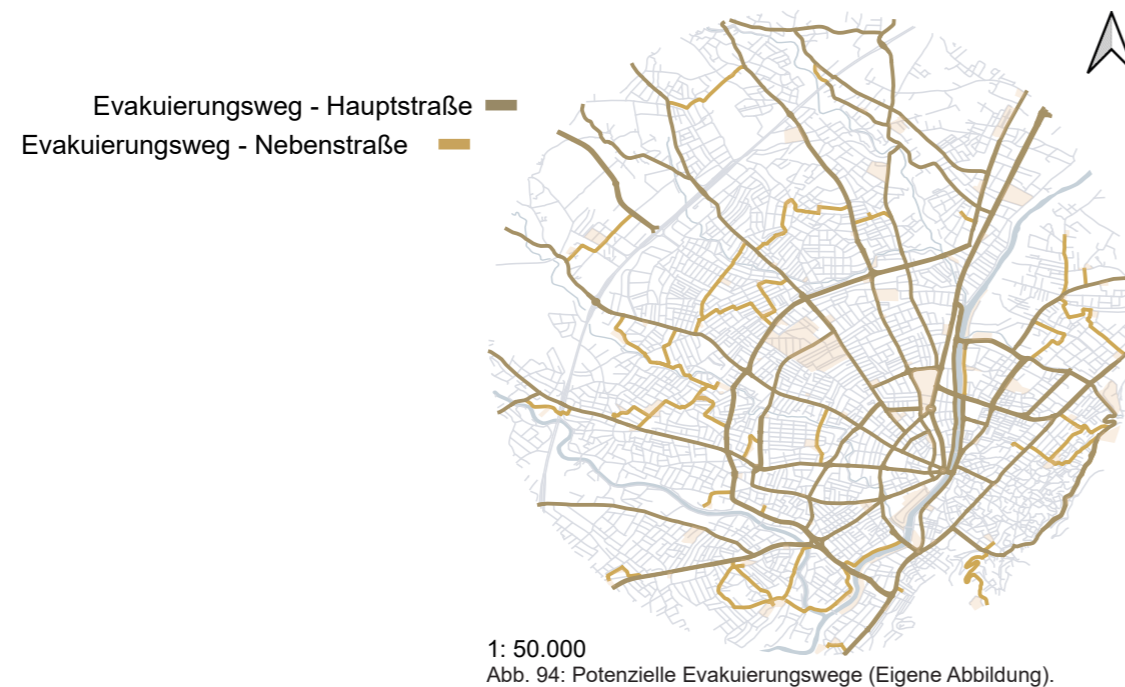 Evakuierungsweg - Hauptstraße
Evakuierungsweg - Nebenstraße
1: 50.000
Abb. 94: Potenzielle Evakuierungswege (Eigene Abbildung).